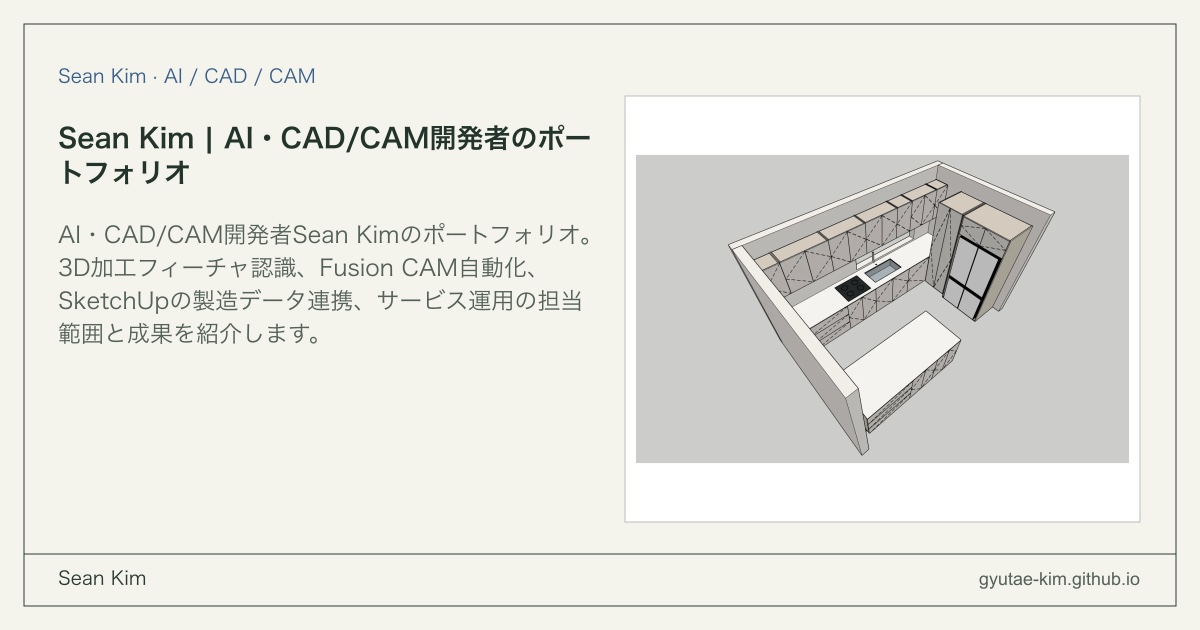 Sean Kim · AI / CAD / CAM
Sean Kim | AI・CAD/CAM開発者のポー
トフォリオ
AI・CAD/CAM開発者Sean Kimのポートフォリオ。
3D加工フィーチャ認識、Fusion CAM自動化、
SketchUpの製造データ連携、サービス運用の担当
範囲と成果を紹介します。
Sean Kim
gyutae-kim.github.io